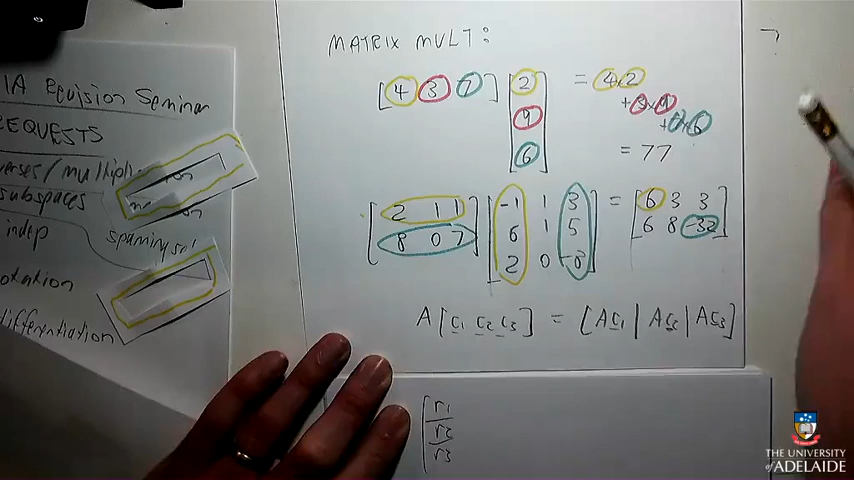 MATRIX MULT:
[4 3 7] [2 9 6] = 4×2
+3×9
+7×6
= 77
[2 1 1] [-1 1 3] = [6 3 3]
[8 0 7] [6 1 5] [6 8 -32]
[2 0 -8]
A[c1 c2 c3] = [Ac1 | Ac2 | Ac3]
r1
r2
r3
IA Revision Seminar
REQUESTS
erses/multipli
subspaces
spanning set
indep
otation
differentiation
THE UNIVERSITY
of ADELAIDE